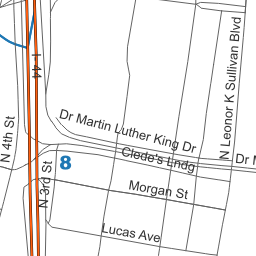 I- 44
N Leonor K Sullivan Blvd
N 4th St
Dr Martin Luther King Dr
Clede's Lndg
Dr M
8
N 3rd St
Morgan St
Lucas Ave